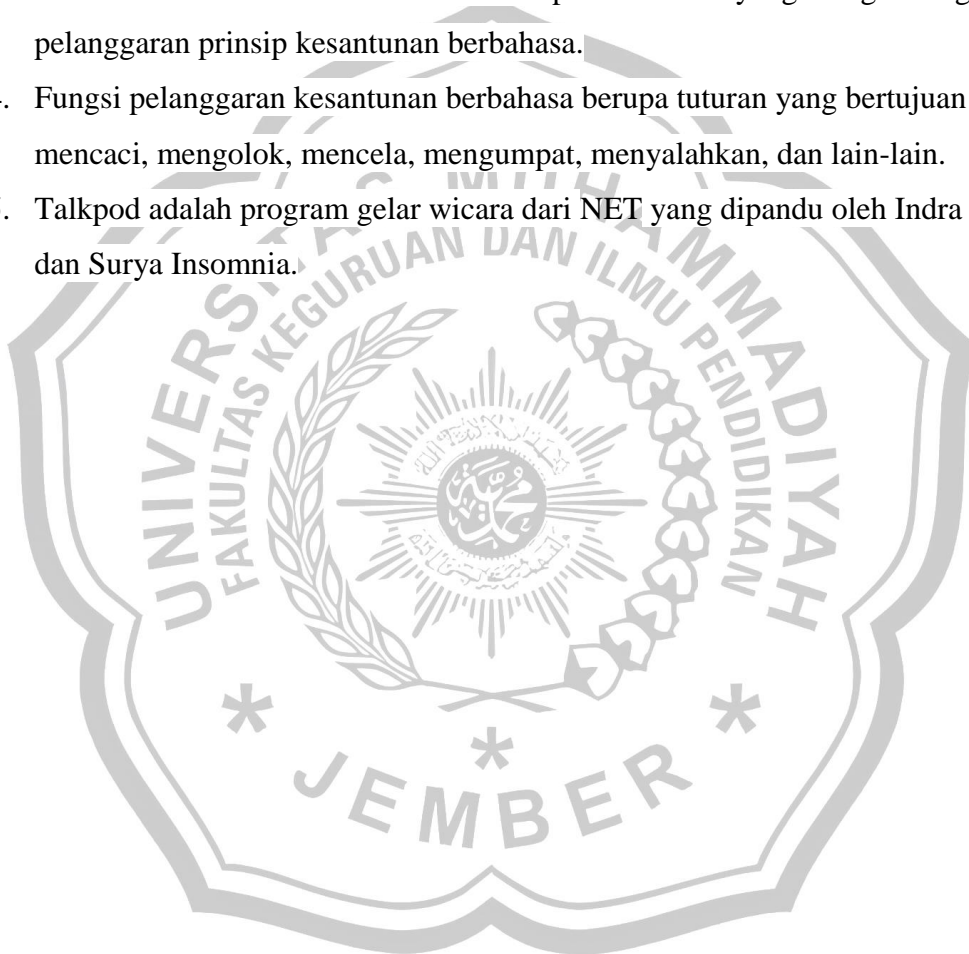 pelanggaran prinsip kesantunan berbahasa.
. Fungsi pelanggaran kesantunan berbahasa berupa tuturan yang bertujuan
mencaci, mengolok, mencela, mengumpat, menyalahkan, dan lain-lain.
. Talkpod adalah program gelar wicara dari NET yang dipandu oleh Indra
dan Surya Insomnia.
UNIVERSITAS MUHAMMADIYAH
FAKULTAS KEGURUAN DAN ILMU PENDIDIKAN
* JEMBER *
*